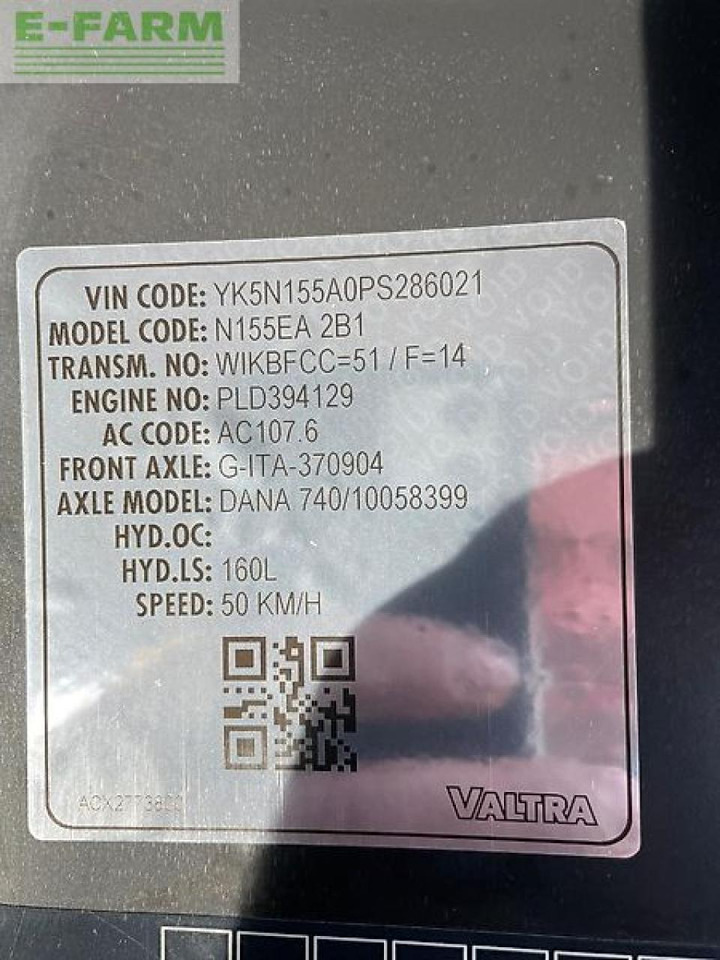 E-FARM
VIN CODE: YK5N155A0PS286021
MODEL CODE: N155EA 2B1
TRANSM. NO: WIKBFCC=51 / F=14
ENGINE NO: PLD394129
AC CODE: AC107.6
FRONT AXLE: G-ITA-370904
AXLE MODEL: DANA 740/10058399
HYD.OC:
HYD.LS: 160L
SPEED: 50 KM/H
VALTRA